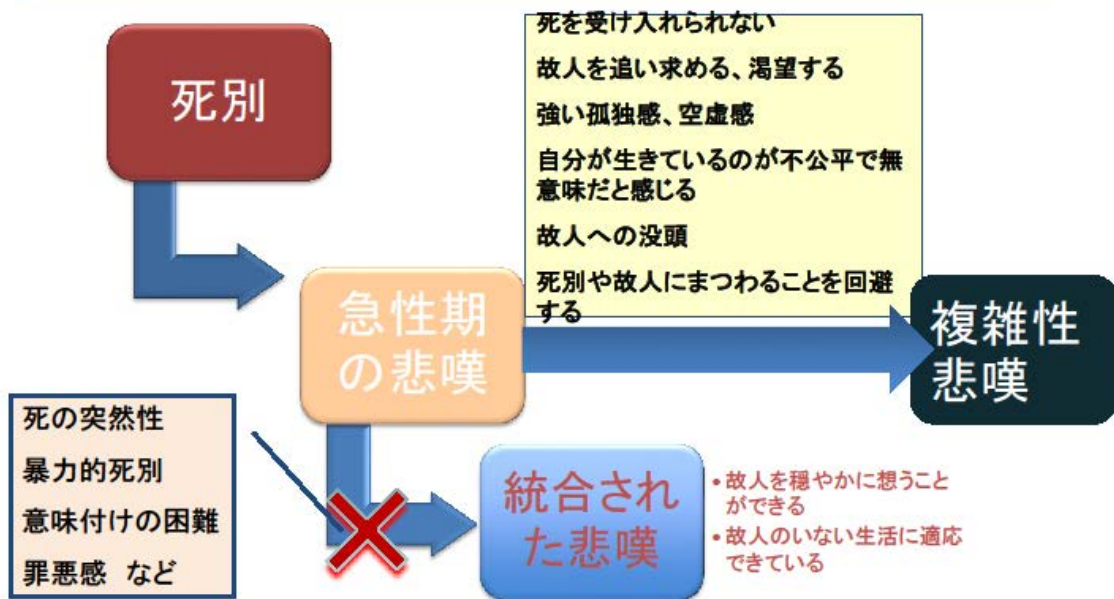 死別
死を受け入れられない
故人を追い求める、渇望する
強い孤独感、空虚感
自分が生きているのが不公平で無
意味だと感じる
故人への没頭
死別や故人にまつわることを回避
する
急性期
の悲嘆
複雑性
悲嘆
死の突然性
暴力的死別
意味付けの困難
罪悪感 など
統合され
た悲嘆
• 故人を穏やかに想うこと
ができる
• 故人のいない生活に適応
できている